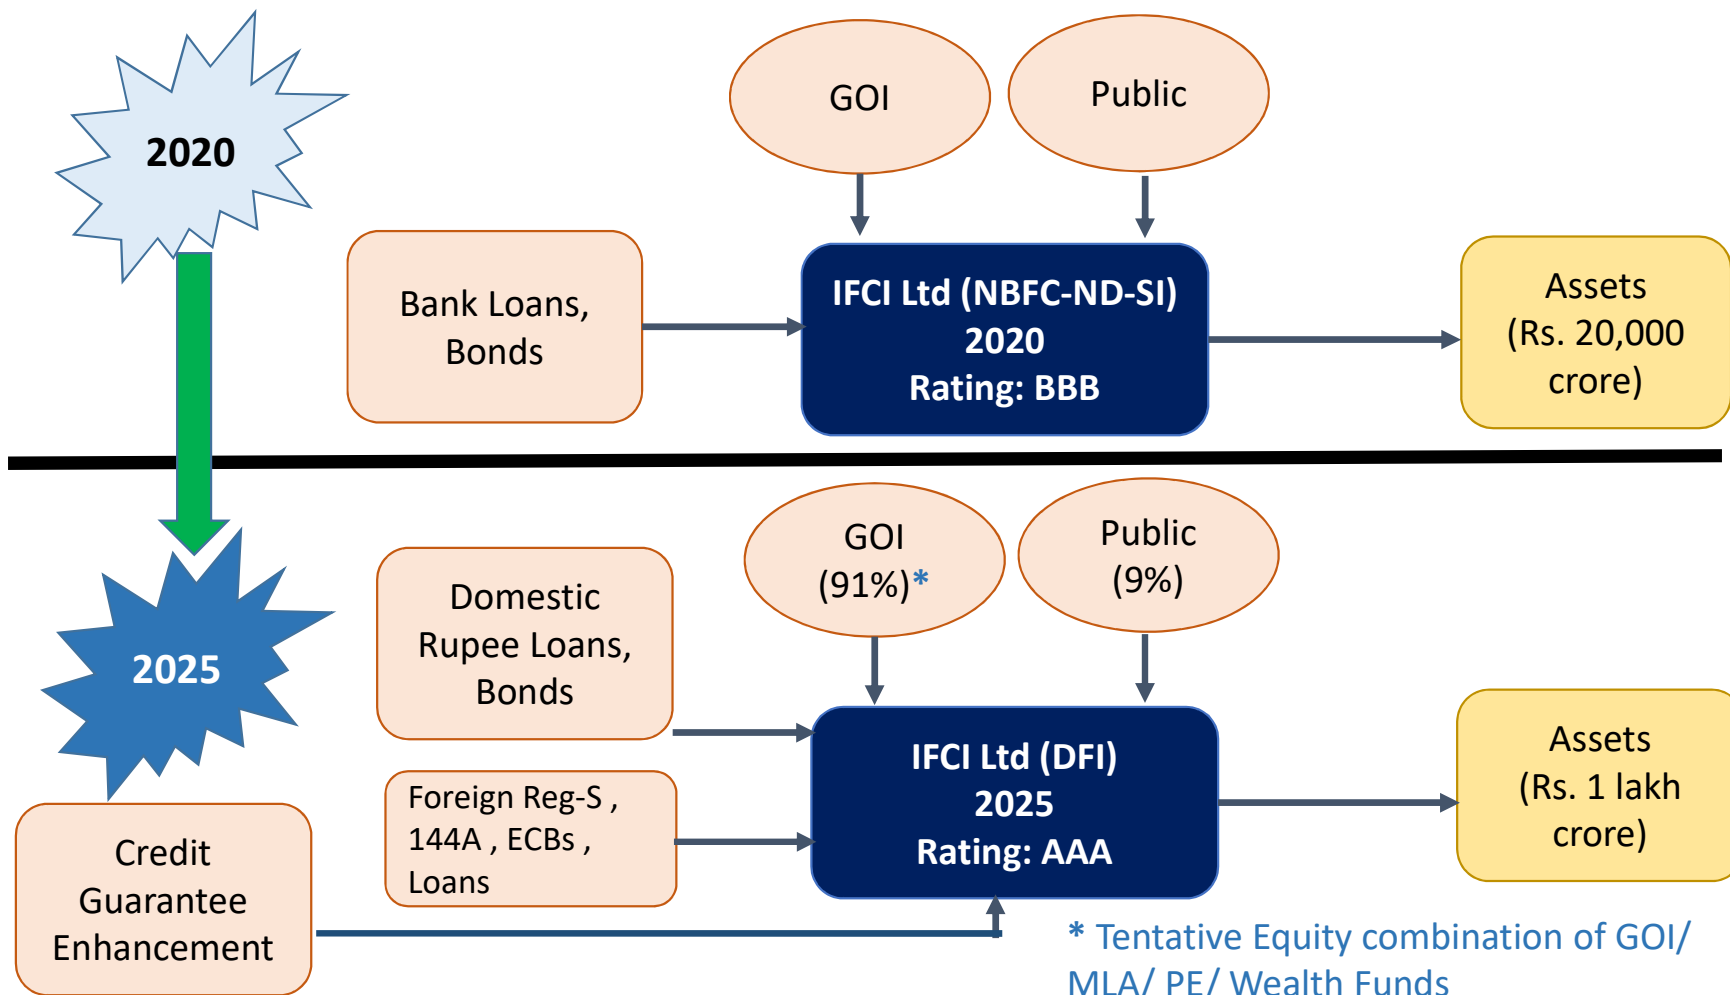 2020
GOI
Public
Bank Loans,
Bonds
IFCI Ltd (NBFC-ND-SI)
2020
Rating: BBB
Assets
(Rs. 20,000
crore)
2025
GOI
(91%)*
Public
(9%)
Domestic
Rupee Loans,
Bonds
Foreign Reg-S ,
144A , ECBs ,
Loans
Credit
Guarantee
Enhancement
IFCI Ltd (DFI)
2025
Rating: AAA
Assets
(Rs. 1 lakh
crore)
* Tentative Equity combination of GOI/
MLA/ PE/ Wealth Funds